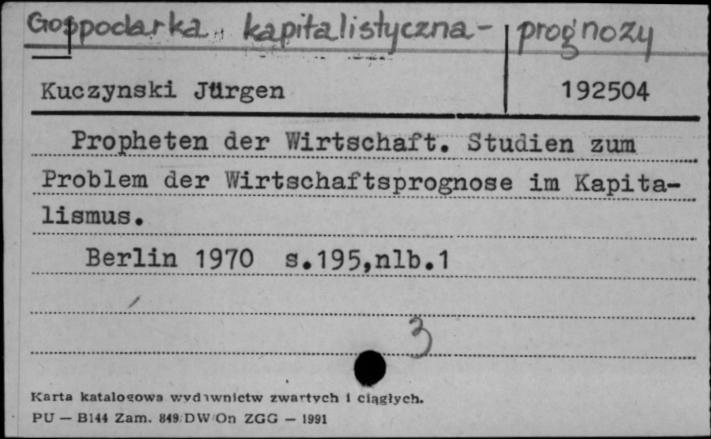 Gospodarka kapitalistyczna - prognozy
Kuczynski Jürgen 192504
Propheten der Wirtschaft. Studien zum
Problem der Wirtschaftsprognose im Kapita-
lismus.
Berlin 1970 s.195,nlb.1
3
Karta katalogowa wydawnictw zwartych i ciągłych.
PU — B144 Zam. 849 DW On ZGG — 1991